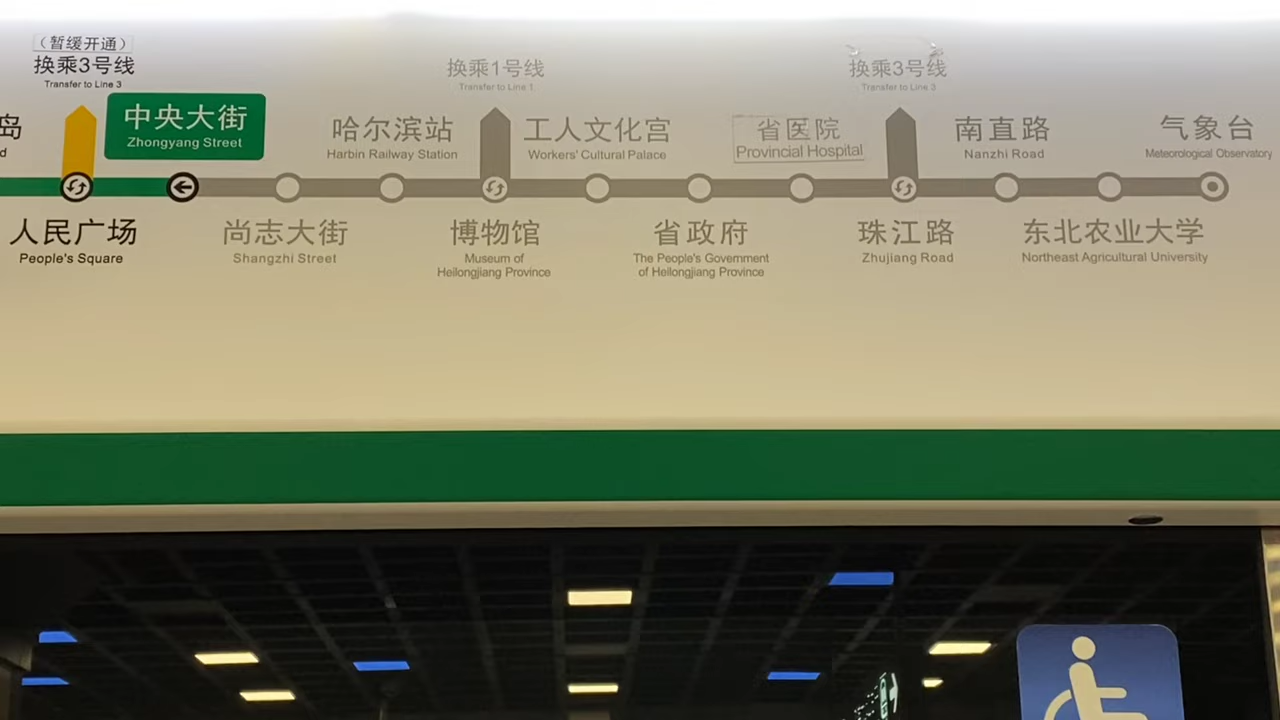 （暂缓开通）
换乘3号线
Transfer to Line 3
换乘1号线
Transfer to Line 1
换乘3号线
Transfer to Line 3
岛
d
中央大街
Zhongyang Street
哈尔滨站
Harbin Railway Station
工人文化宫
Workers' Cultural Palace
省医院
Provincial Hospital
南直路
Nanzhi Road
气象台
Meteorological Observatory
人民广场
People's Square
尚志大街
Shangzhi Street
博物馆
Museum of
Heilongjiang Province
省政府
The People's Government
of Heilongjiang Province
珠江路
Zhujiang Road
东北农业大学
Northeast Agricultural University